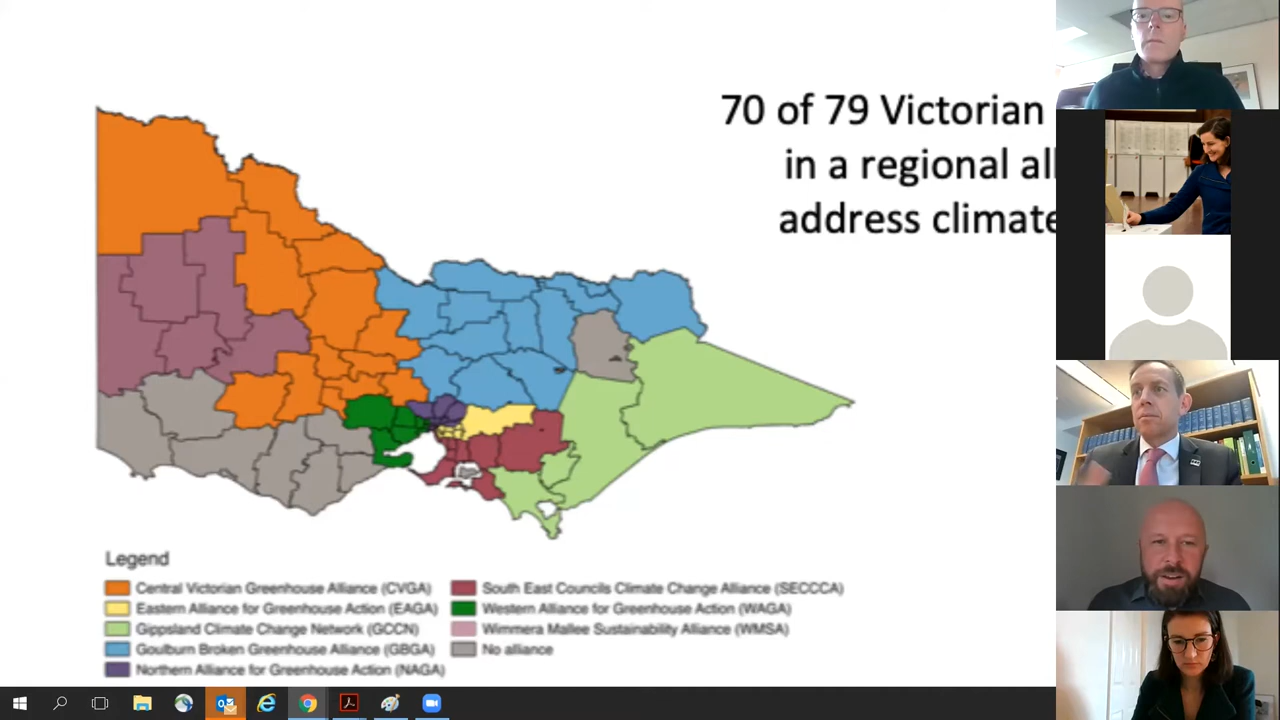 70 of 79 Victorian
in a regional all
address climate
Legend
Central Victorian Greenhouse Alliance (CVGA)
Eastern Alliance for Greenhouse Action (EAGA)
Gippsland Climate Change Network (GCCN)
Goulburn Broken Greenhouse Alliance (GBGA)
Northern Alliance for Greenhouse Action (NAGA)
South East Councils Climate Change Alliance (SECCCA)
Western Alliance for Greenhouse Action (WAGA)
Wimmera Mallee Sustainability Alliance (WMSA)
No alliance